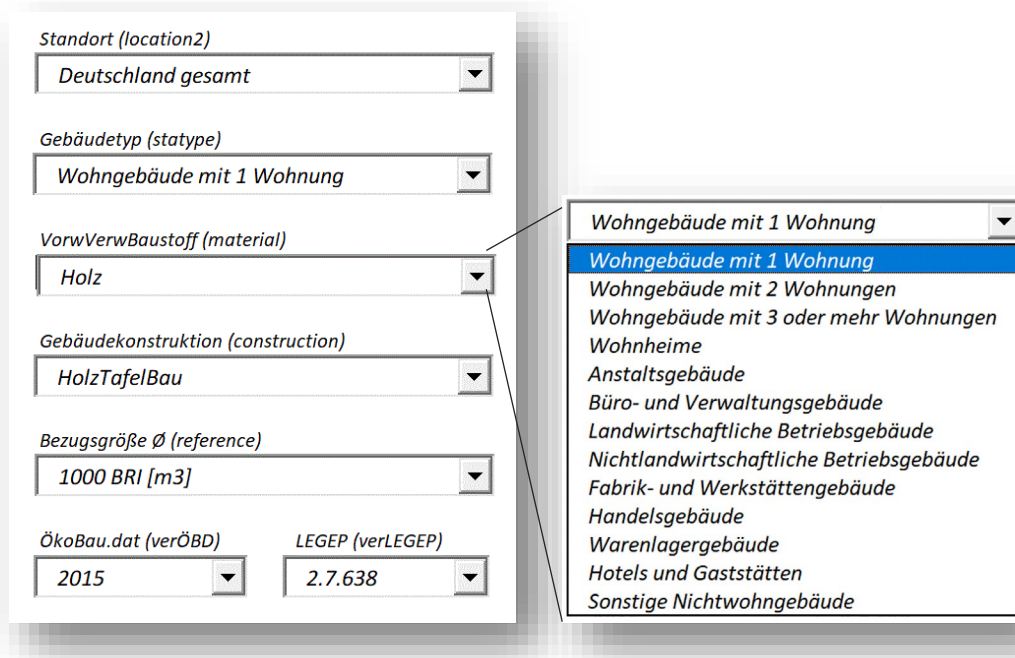 Standort (location2)
Deutschland gesamt
Gebäudetyp (statype)
Wohngebäude mit 1 Wohnung
VorwVerwBaustoff (material)
Holz
Gebäudekonstruktion (construction)
HolzTafelBau
Bezugsgröße Ø (reference)
1000 BRI [m3]
ÖkoBau.dat (verÖBD) LEGEP (verLEGEP)
2015 2.7.638
Wohngebäude mit 1 Wohnung
Wohngebäude mit 1 Wohnung
Wohngebäude mit 2 Wohnungen
Wohngebäude mit 3 oder mehr Wohnungen
Wohnheime
Anstaltsgebäude
Büro- und Verwaltungsgebäude
Landwirtschaftliche Betriebsgebäude
Nichtlandwirtschaftliche Betriebsgebäude
Fabrik- und Werkstättengebäude
Handelsgebäude
Warenlagergebäude
Hotels und Gaststätten
Sonstige Nichtwohngebäude